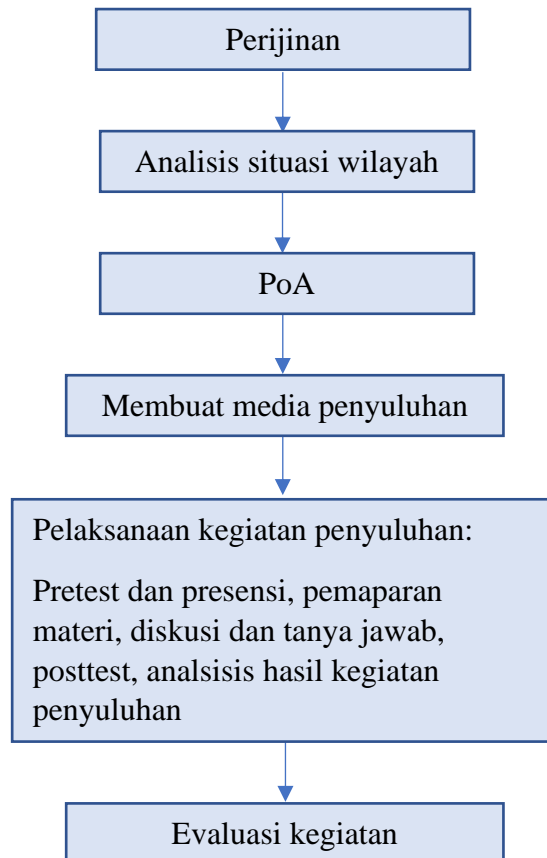 Perijinan
Analisis situasi wilayah
PoA
Membuat media penyuluhan
Pelaksanaan kegiatan penyuluhan:
Pretest dan presensi, pemaparan
materi, diskusi dan tanya jawab,
posttest, analsisis hasil kegiatan
penyuluhan
Evaluasi kegiatan